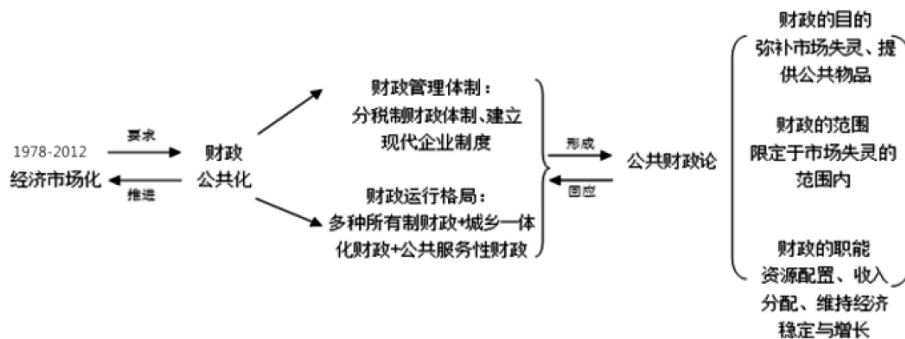 1978-2012
经济市场化
要求
推进
财政
公共化
财政管理体制：
分税制财政体制、建立
现代企业制度
财政运行格局：
多种所有制财政+城乡一体
化财政+公共服务性财政
形成
回应
公共财政论
财政的目的
弥补市场失灵、提
供公共物品
财政的范围
限定于市场失灵的
范围内
财政的职能
资源配置、收入
分配、维持经济
稳定与增长